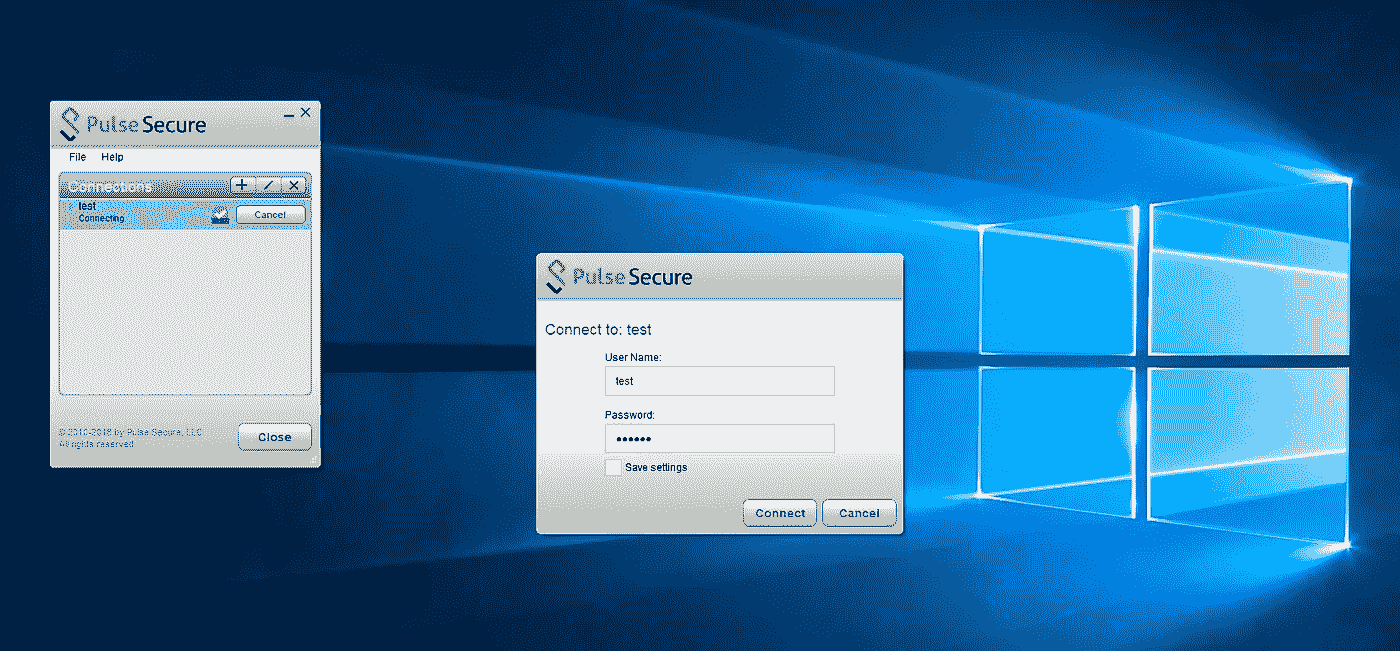 Pulse Secure
File Help
Connections
test
Connecting
Cancel
© 2010-2018 by Pulse Secure, LLC
All rights reserved
Close
Pulse Secure
Connect to: test
User Name:
test
Password:
••••••
Save settings
Connect Cancel